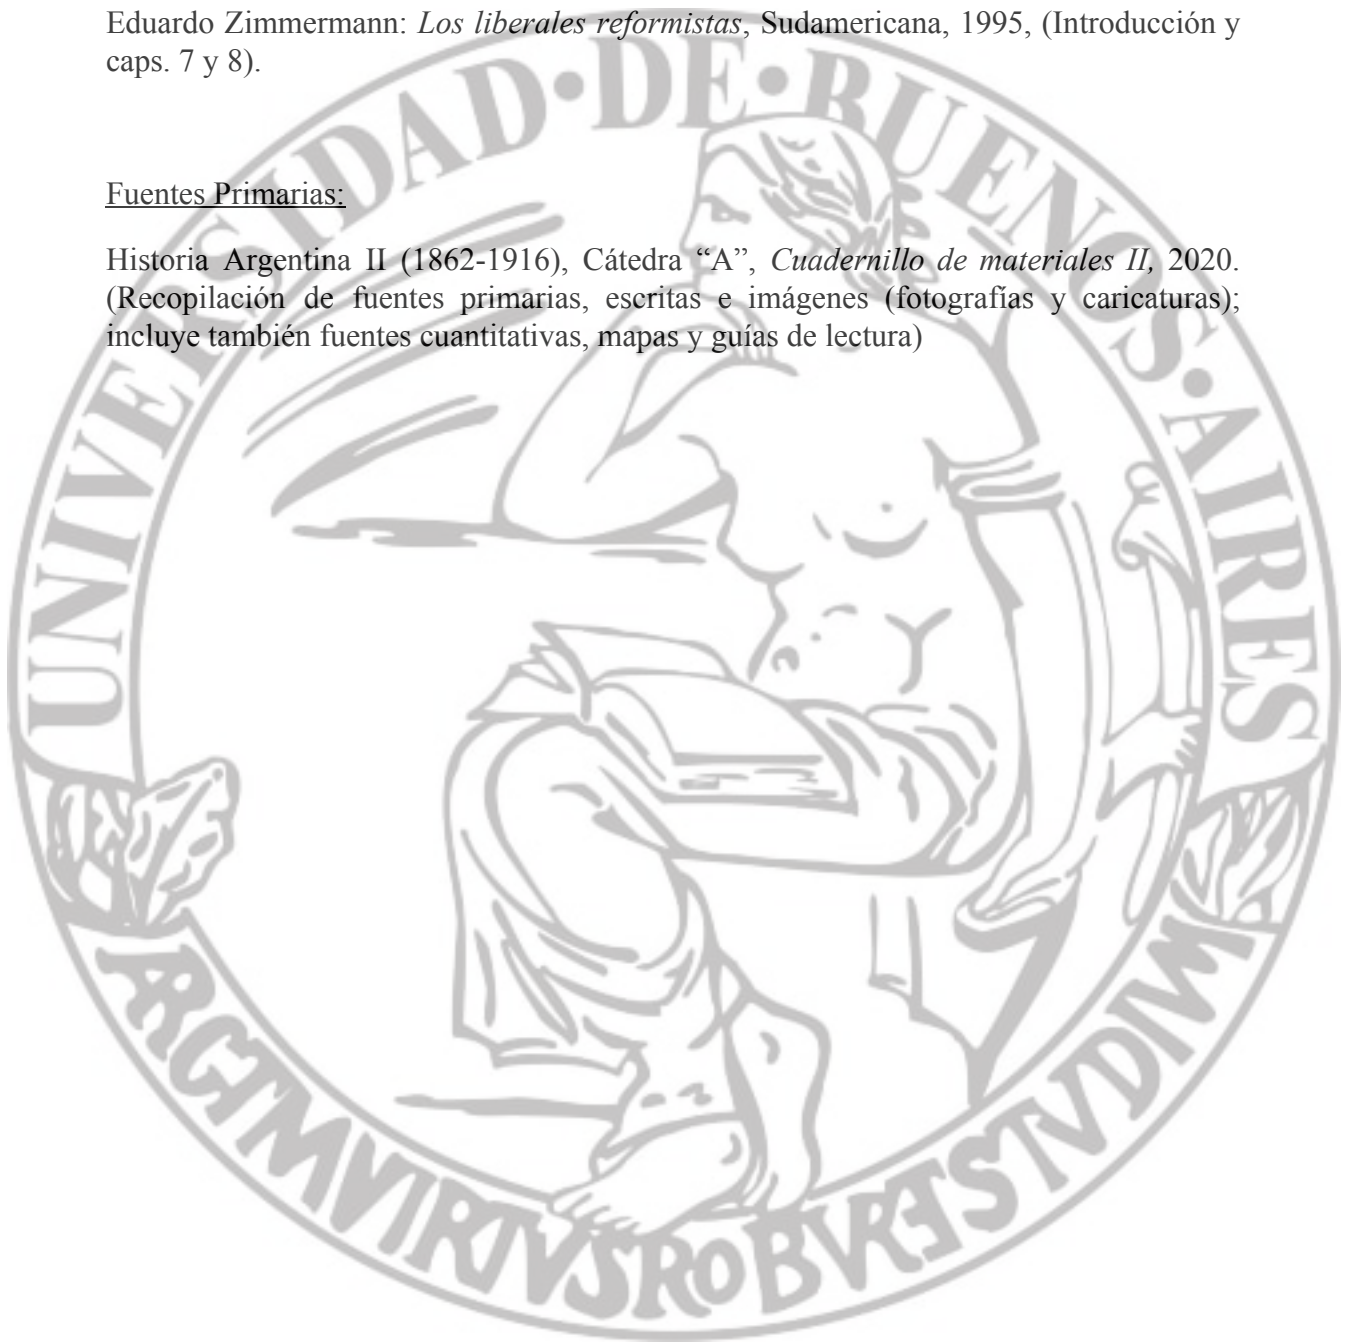 Eduardo Zimmermann: Los liberales reformistas, Sudamericana, 1995, (Introducción y
caps. 7 y 8).
Fuentes Primarias:
Historia Argentina II (1862-1916), Cátedra “A”, Cuadernillo de materiales II, 2020.
(Recopilación de fuentes primarias, escritas e imágenes (fotografías y caricaturas);
incluye también fuentes cuantitativas, mapas y guías de lectura)
UNIVERSIDAD·DE·BUENOS·AIRES
ARGTMVIRTVSROBVRETSTVDIVM